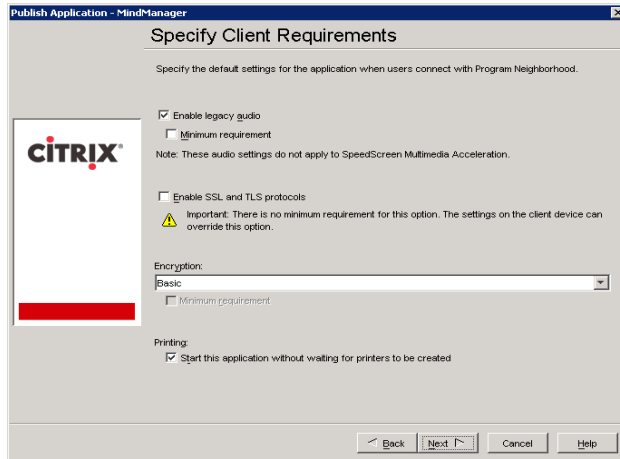 Publish Application - MindManager
Specify Client Requirements
Specify the default settings for the application when users connect with Program Neighborhood.
Enable legacy audio
Minimum requirement
Note: These audio settings do not apply to SpeedScreen Multimedia Acceleration.
CITRIX®
Enable SSL and TLS protocols
Important: There is no minimum requirement for this option. The settings on the client device can
override this option.
Encryption:
Basic
Minimum requirement
Printing:
Start this application without waiting for printers to be created
< Back
Next >
Cancel
Help